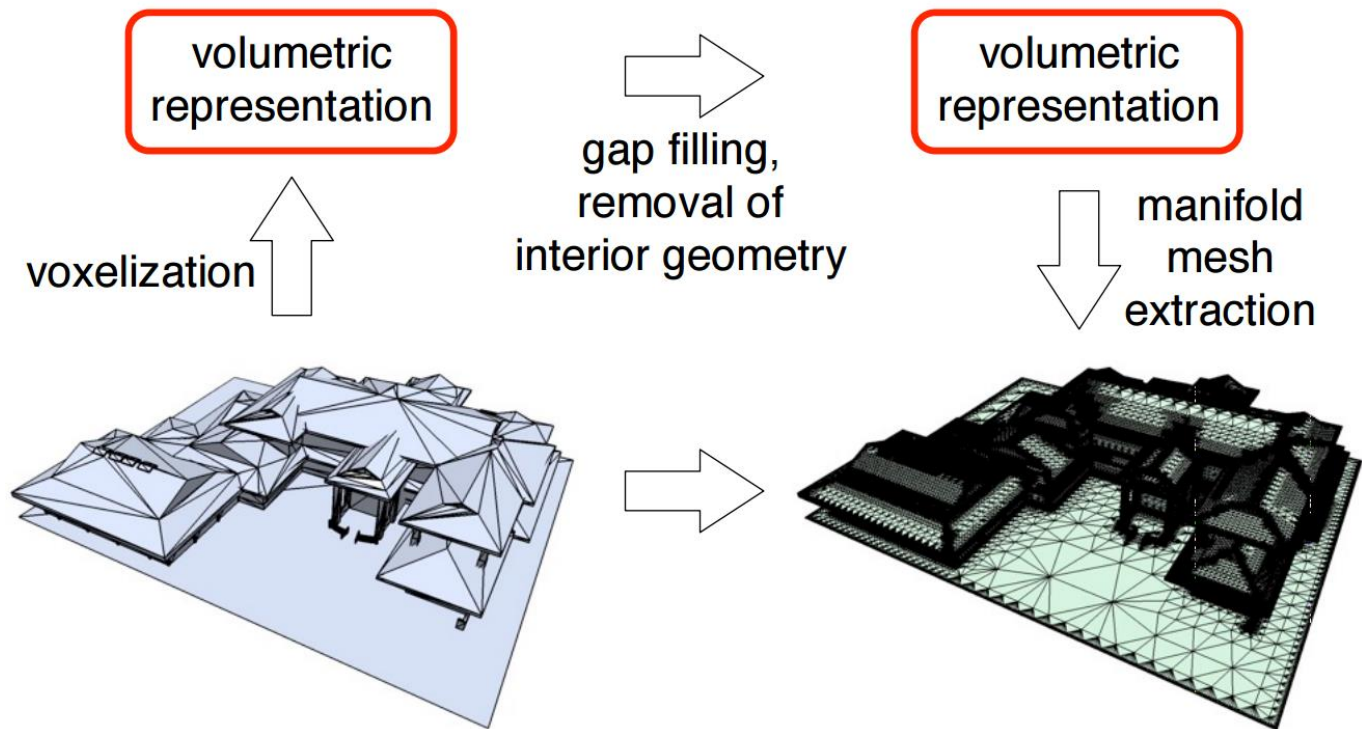 volumetric
representation
volumetric
representation
gap filling,
removal of
interior geometry
voxelization
manifold
mesh
extraction